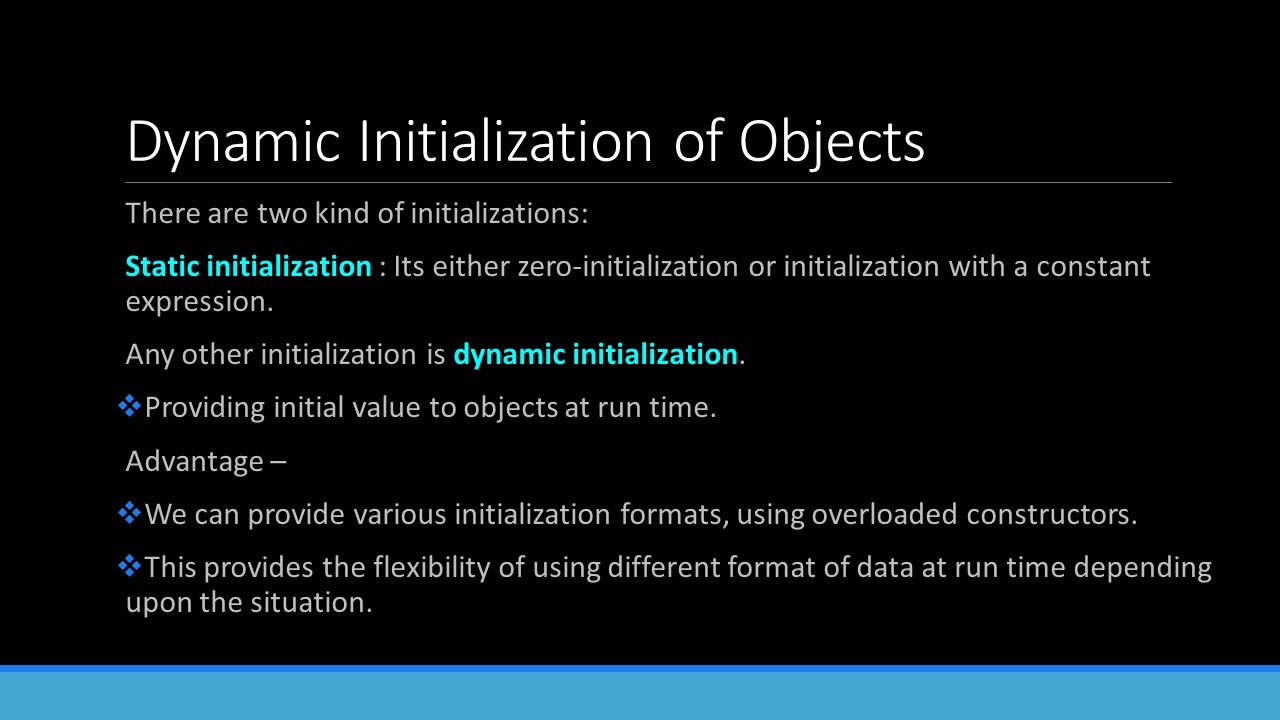 Dynamic Initialization of Objects
There are two kind of initializations:
Static initialization : Its either zero-initialization or initialization with a constant
expression.
Any other initialization is dynamic initialization.
❖Providing initial value to objects at run time.
Advantage –
❖We can provide various initialization formats, using overloaded constructors.
❖This provides the flexibility of using different format of data at run time depending
upon the situation.